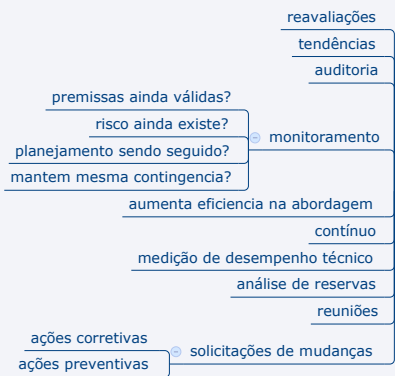 reavaliações
tendências
auditoria
premissas ainda válidas?
risco ainda existe?
monitoramento
planejamento sendo seguido?
mantem mesma contingencia?
aumenta eficiencia na abordagem
contínuo
medição de desempenho técnico
análise de reservas
reuniões
ações corretivas
solicitações de mudanças
ações preventivas